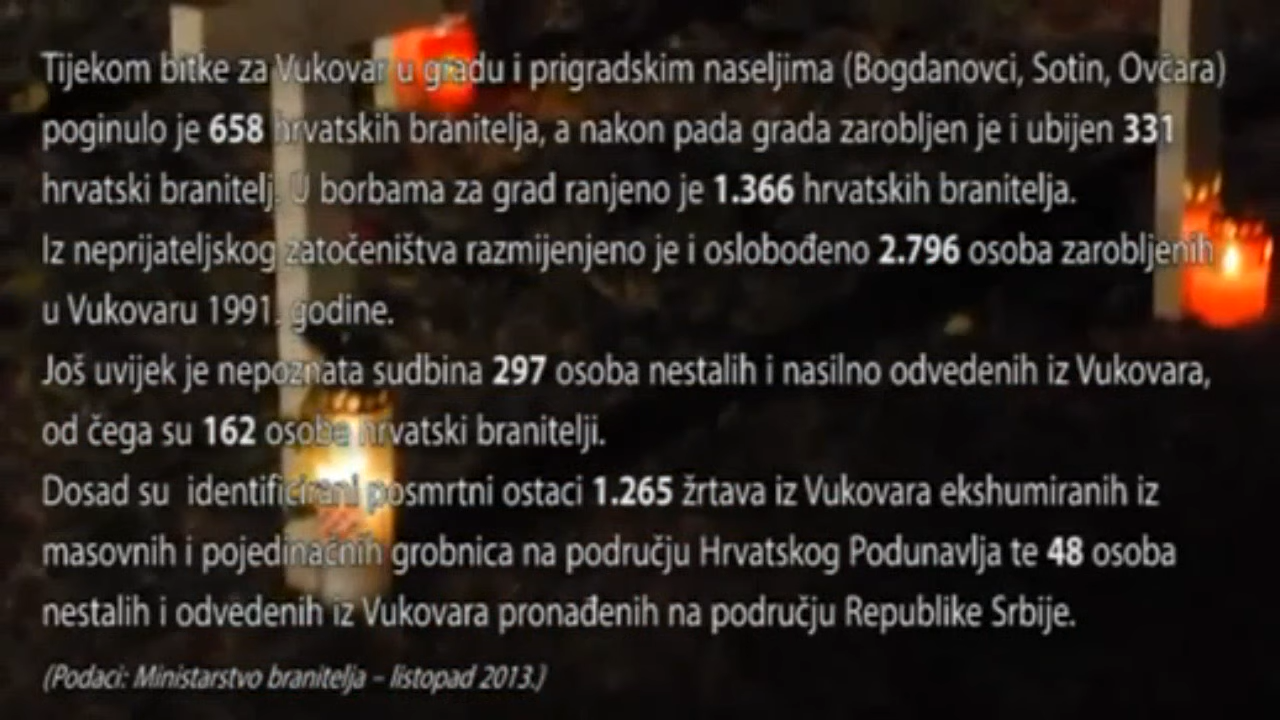 Tijekom bitke za Vukovar u gradu i prigradskim naseljima (Bogdanovci, Sotin, Ovčara)
poginulo je 658 hrvatskih branitelja, a nakon pada grada zarobljen je i ubijen 331
hrvatski branitelj. U borbama za grad ranjeno je 1.366 hrvatskih branitelja.
Iz neprijateljskog zatočeništva razmijenjeno je i oslobođeno 2.796 osoba zarobljenih
u Vukovaru 1991. godine.
Još uvijek je nepoznata sudbina 297 osoba nestalih i nasilno odvedenih iz Vukovara,
od čega su 162 osobe hrvatski branitelji.
Dosad su identificirani posmrtni ostaci 1.265 žrtava iz Vukovara ekshumiranih iz
masovnih i pojedinačnih grobnica na području Hrvatskog Podunavlja te 48 osoba
nestalih i odvedenih iz Vukovara pronađenih na području Republike Srbije.
(Podaci: Ministarstvo branitelja – listopad 2013.)